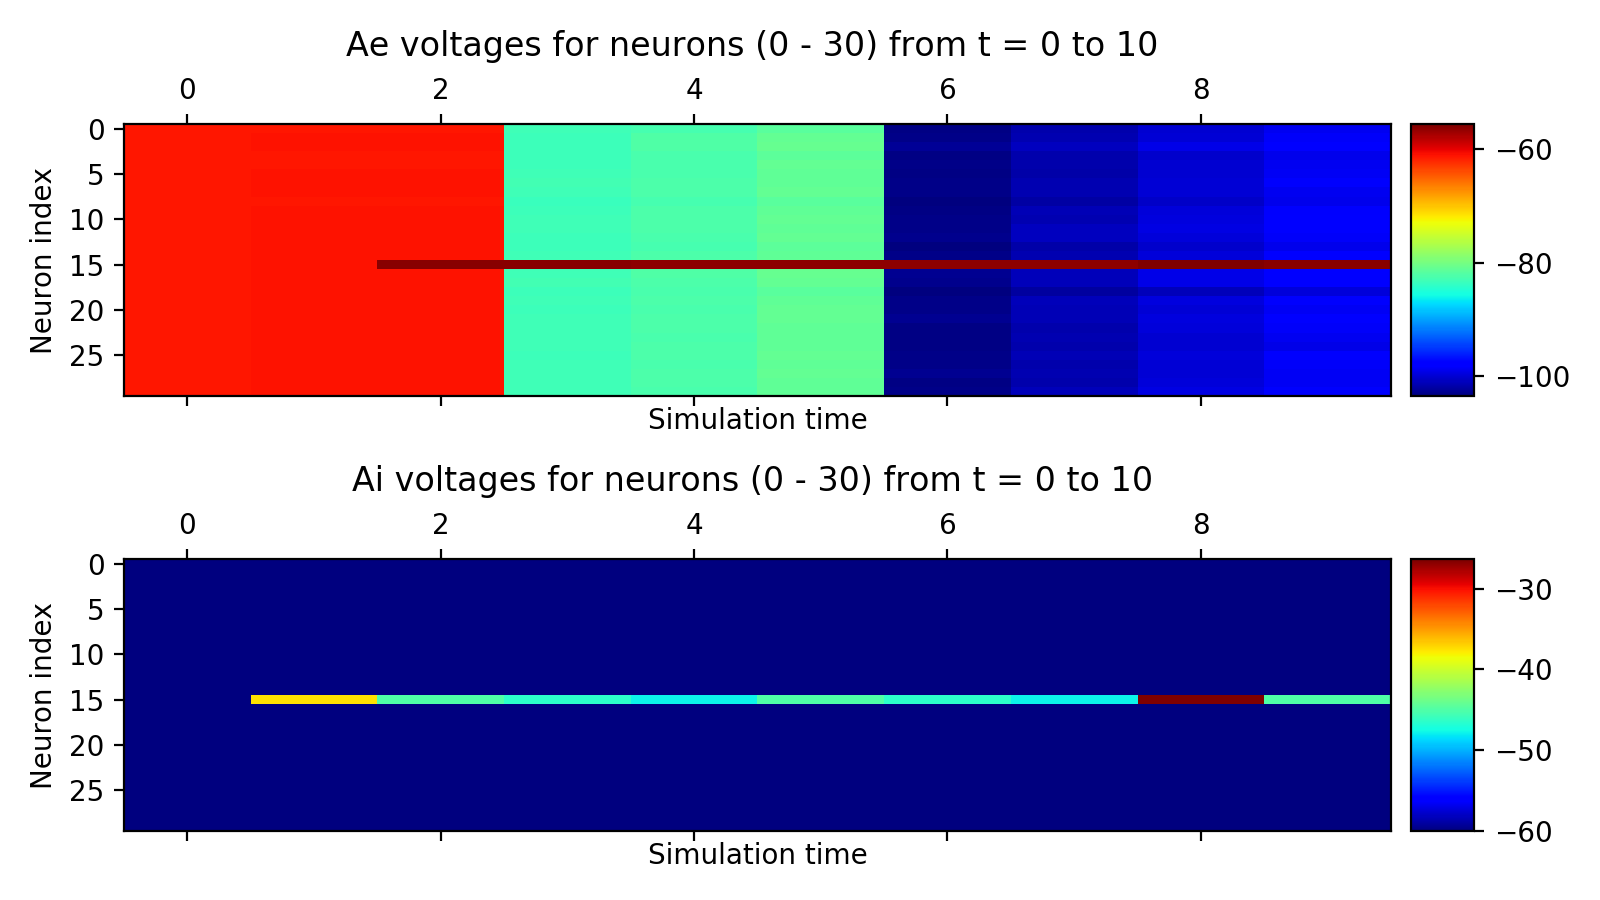 Ae voltages for neurons (0 - 30) from t = 0 to 10
0 2 4 6 8
Neuron index
0
5
10
15
20
25
−60
−80
−100
Simulation time
Ai voltages for neurons (0 - 30) from t = 0 to 10
0 2 4 6 8
Neuron index
0
5
10
15
20
25
−30
−40
−50
−60
Simulation time